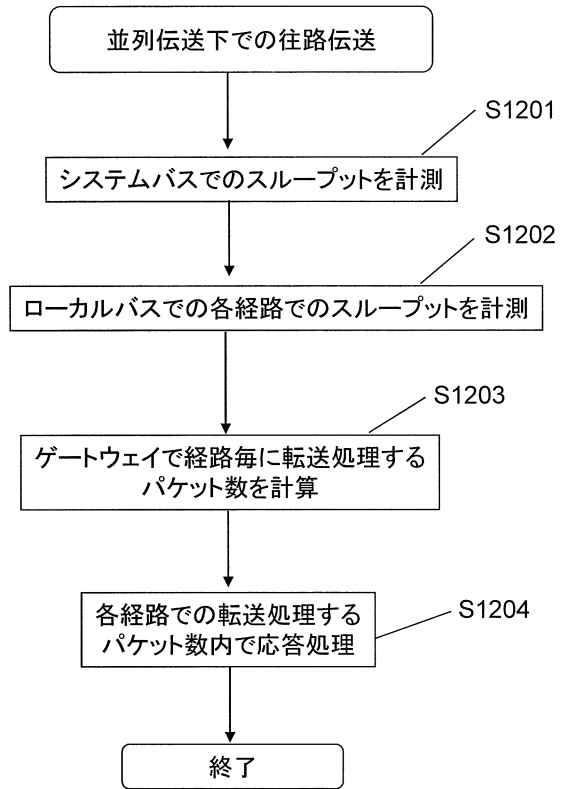 並列伝送下での往路伝送
S1201
システムバスでのスループットを計測
S1202
ローカルバスでの各経路でのスループットを計測
S1203
ゲートウェイで経路毎に転送処理する
パケット数を計算
各経路での転送処理する
パケット数内で応答処理
S1204
終了